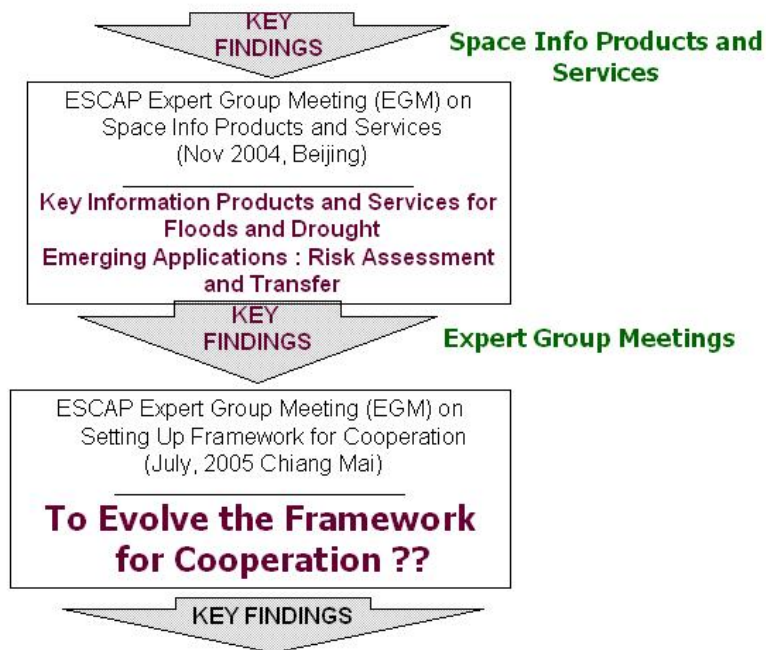 KEY
FINDINGS
Space Info Products and
Services
ESCAP Expert Group Meeting (EGM) on
Space Info Products and Services
(Nov 2004, Beijing)
Key Information Products and Services for
Floods and Drought
Emerging Applications : Risk Assessment
and Transfer
KEY
FINDINGS
Expert Group Meetings
ESCAP Expert Group Meeting (EGM) on
Setting Up Framework for Cooperation
(July, 2005 Chiang Mai)
To Evolve the Framework
for Cooperation ??
KEY FINDINGS